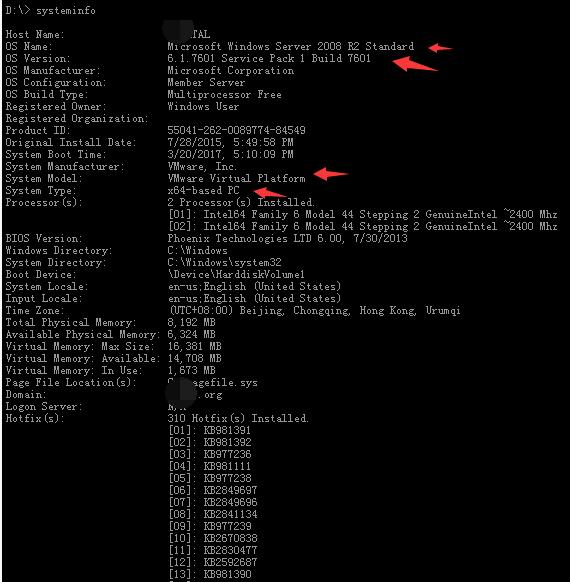 D:\> systeminfo
Host Name: TAL
OS Name: Microsoft Windows Server 2008 R2 Standard
OS Version: 6.1.7601 Service Pack 1 Build 7601
OS Manufacturer: Microsoft Corporation
OS Configuration: Member Server
OS Build Type: Multiprocessor Free
Registered Owner: Windows User
Registered Organization:
Product ID: 55041-262-0089774-84549
Original Install Date: 7/28/2015, 5:49:58 PM
System Boot Time: 3/20/2017, 5:10:09 PM
System Manufacturer: VMware, Inc.
System Model: VMware Virtual Platform
System Type: x64-based PC
Processor(s): 2 Processor(s) Installed.
[01]: Intel64 Family 6 Model 44 Stepping 2 GenuineIntel ~2400 Mhz
[02]: Intel64 Family 6 Model 44 Stepping 2 GenuineIntel ~2400 Mhz
BIOS Version: Phoenix Technologies LTD 6.00, 7/30/2013
Windows Directory: C:\Windows
System Directory: C:\Windows\system32
Boot Device: \Device\HarddiskVolume1
System Locale: en-us;English (United States)
Input Locale: en-us;English (United States)
Time Zone: (UTC+08:00) Beijing, Chongqing, Hong Kong, Urumqi
Total Physical Memory: 8,192 MB
Available Physical Memory: 6,324 MB
Virtual Memory: Max Size: 16,381 MB
Virtual Memory: Available: 14,708 MB
Virtual Memory: In Use: 1,673 MB
Page File Location(s): pagefile.sys
Domain: .org
Logon Server:
Hotfix(s): 310 Hotfix(s) Installed.
[01]: KB981391
[02]: KB981392
[03]: KB977236
[04]: KB981111
[05]: KB977238
[06]: KB2849697
[07]: KB2849696
[08]: KB2841134
[09]: KB977239
[10]: KB2670838
[11]: KB2830477
[12]: KB2592687
[13]: KB981390